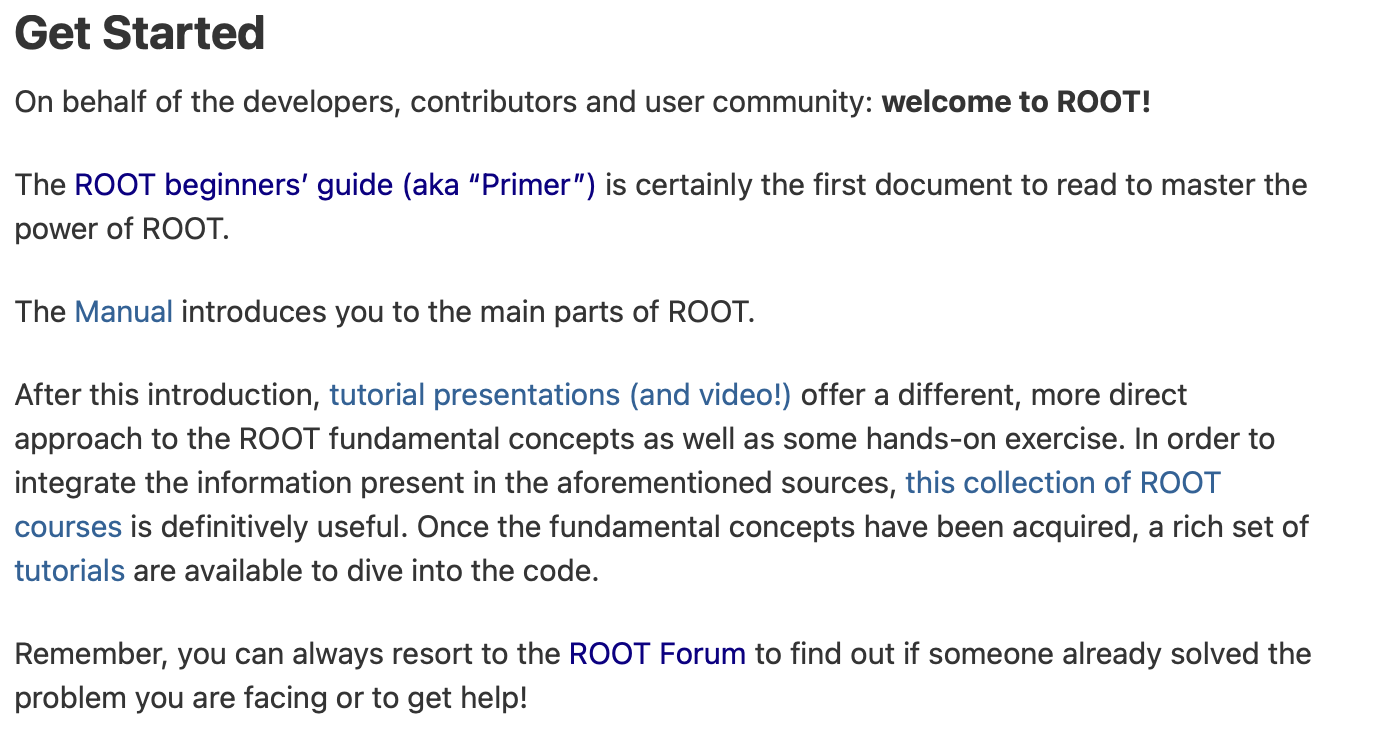 Get Started
On behalf of the developers, contributors and user community: welcome to ROOT!
The ROOT beginners’ guide (aka “Primer”) is certainly the first document to read to master the
power of ROOT.
The Manual introduces you to the main parts of ROOT.
After this introduction, tutorial presentations (and video!) offer a different, more direct
approach to the ROOT fundamental concepts as well as some hands-on exercise. In order to
integrate the information present in the aforementioned sources, this collection of ROOT
courses is definitively useful. Once the fundamental concepts have been acquired, a rich set of
tutorials are available to dive into the code.
Remember, you can always resort to the ROOT Forum to find out if someone already solved the
problem you are facing or to get help!